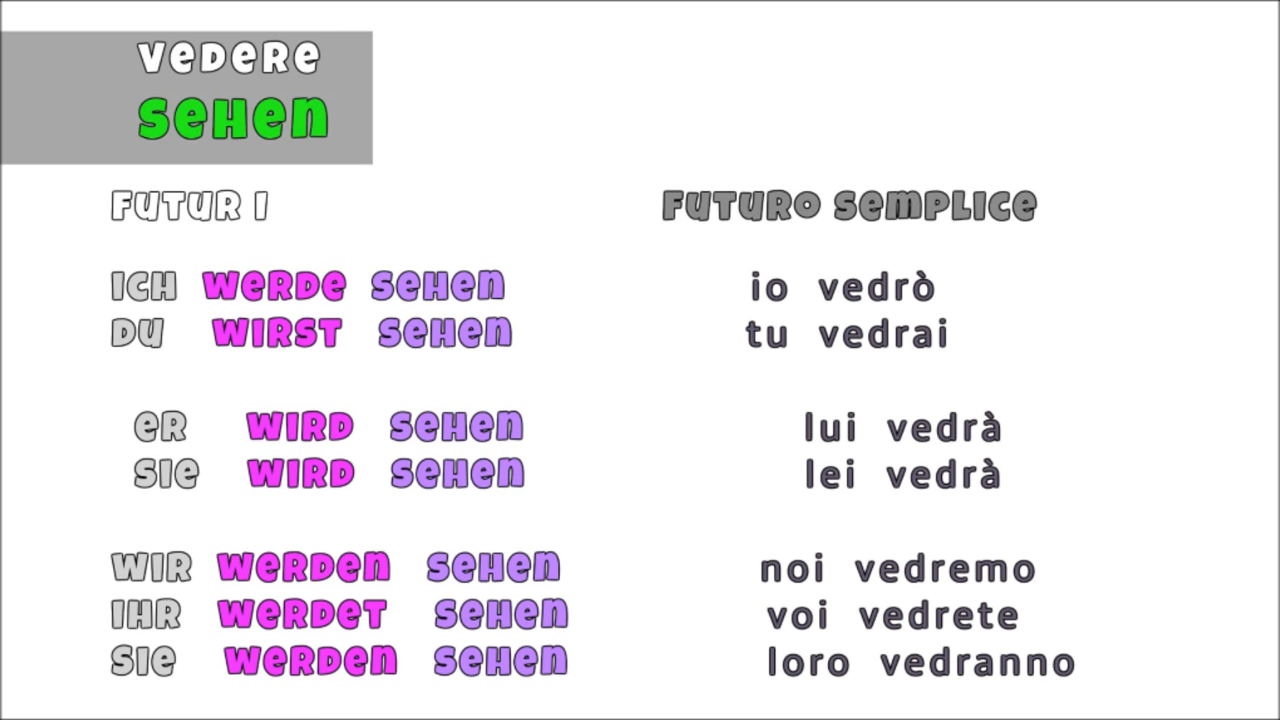 VEDERE
SEHEN
FUTUR I
FUTURO SEMPLICE
ICH WERDE SEHEN
io vedrò
DU WIRST SEHEN
tu vedrai
ER WIRD SEHEN
lui vedrà
SIE WIRD SEHEN
lei vedrà
WIR WERDEN SEHEN
noi vedremo
IHR WERDET SEHEN
voi vedrete
SIE WERDEN SEHEN
loro vedranno